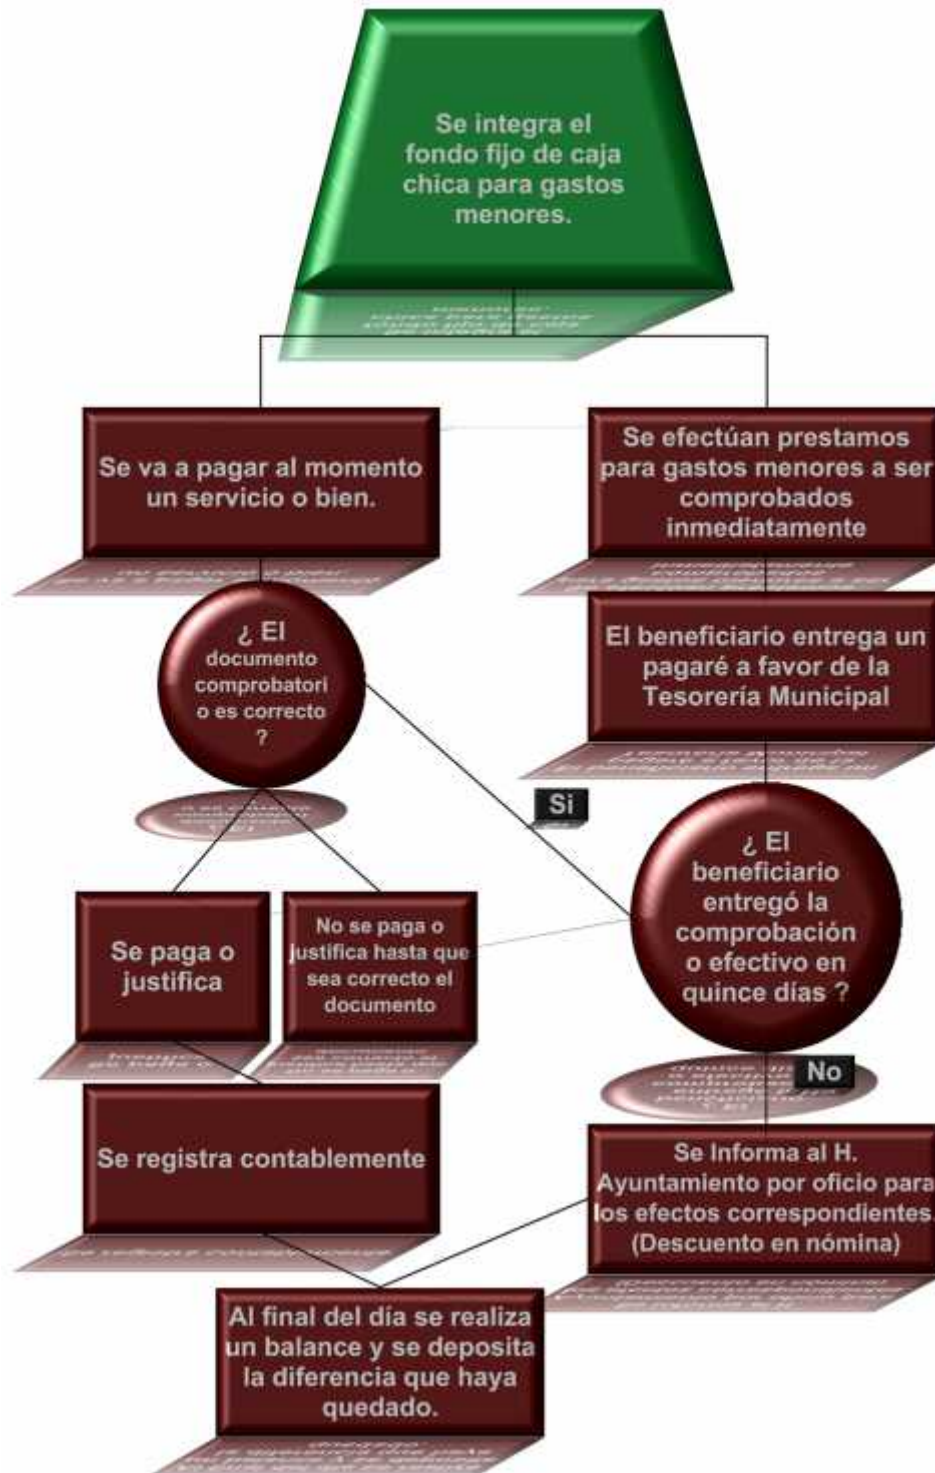 Se integra el
fondo fijo de caja
chica para gastos
menores.
Se va a pagar al momento
un servicio o bien.
Se efectúan prestamos
para gastos menores a ser
comprobados
inmediatamente
¿ El
documento
comprobatori
o es correcto
?
El beneficiario entrega un
pagaré a favor de la
Tesorería Municipal
Si
¿ El
beneficiario
entregó la
comprobación
o efectivo en
quince días ?
Se paga o
justifica
No se paga o
justifica hasta que
sea correcto el
documento
No
Se registra contablemente
Se Informa al H.
Ayuntamiento por oficio para
los efectos correspondientes.
(Descuento en nómina)
Al final del día se realiza
un balance y se deposita
la diferencia que haya
quedado.